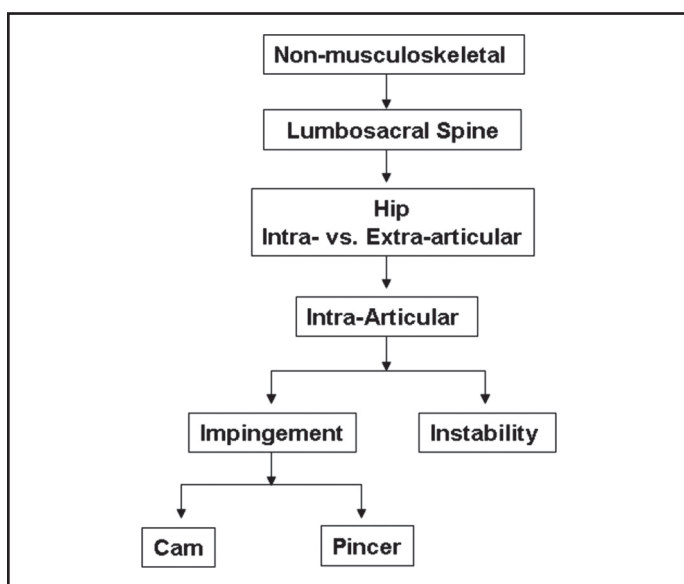 Non-musculoskeletal
Lumbosacral Spine
Hip
Intra- vs. Extra-articular
Intra-Articular
Impingement
Instability
Cam
Pincer